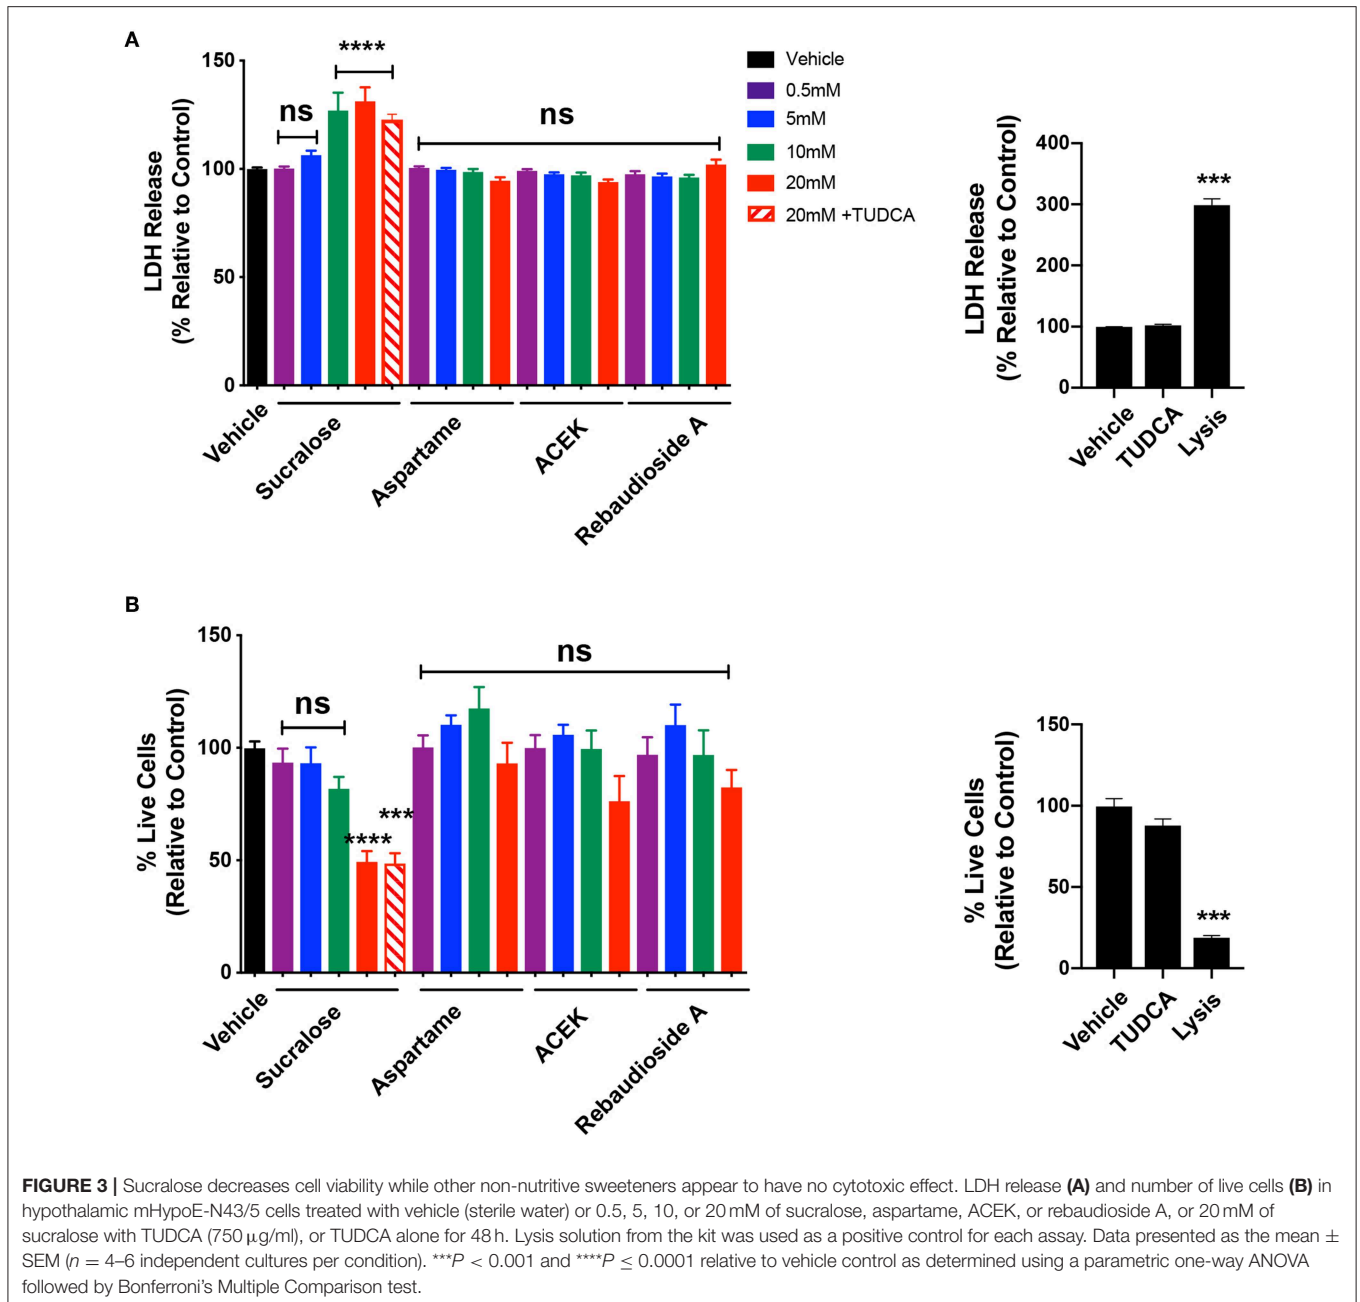 A
LDH Release
(% Relative to Control)
150
100
50
0
ns
****
ns
Vehicle
Sucralose
Aspartame
ACEK
Rebaudioside A
Vehicle
0.5mM
5mM
10mM
20mM
20mM +TUDCA
LDH Release
(% Relative to Control)
400
300
200
100
0
***
Vehicle
TUDCA
Lysis
B
% Live Cells
(Relative to Control)
150
100
50
0
ns
****
***
ns
Vehicle
Sucralose
Aspartame
ACEK
Rebaudioside A
% Live Cells
(Relative to Control)
150
100
50
0
***
Vehicle
TUDCA
Lysis
FIGURE 3 | Sucralose decreases cell viability while other non-nutritive sweeteners appear to have no cytotoxic effect. LDH release (A) and number of live cells (B) in
hypothalamic mHypoE-N43/5 cells treated with vehicle (sterile water) or 0.5, 5, 10, or 20 mM of sucralose, aspartame, ACEK, or rebaudioside A, or 20 mM of
sucralose with TUDCA (750 μg/ml), or TUDCA alone for 48 h. Lysis solution from the kit was used as a positive control for each assay. Data presented as the mean ±
SEM (n = 4–6 independent cultures per condition). ***P < 0.001 and ****P ≤ 0.0001 relative to vehicle control as determined using a parametric one-way ANOVA
followed by Bonferroni's Multiple Comparison test.